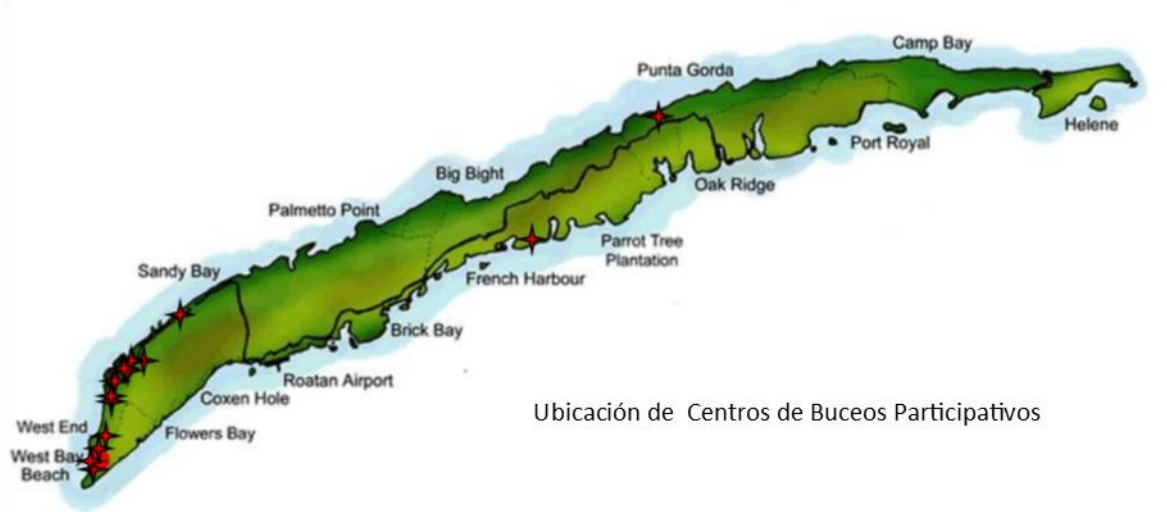 Camp Bay
Punta Gorda
Helene
Port Royal
Big Bight
Oak Ridge
Palmetto Point
Parrot Tree
Plantation
Sandy Bay
French Harbour
Brick Bay
Roatan Airport
Coxen Hole
Ubicación de Centros de Buceos Participativos
West End
Flowers Bay
West Bay
Beach